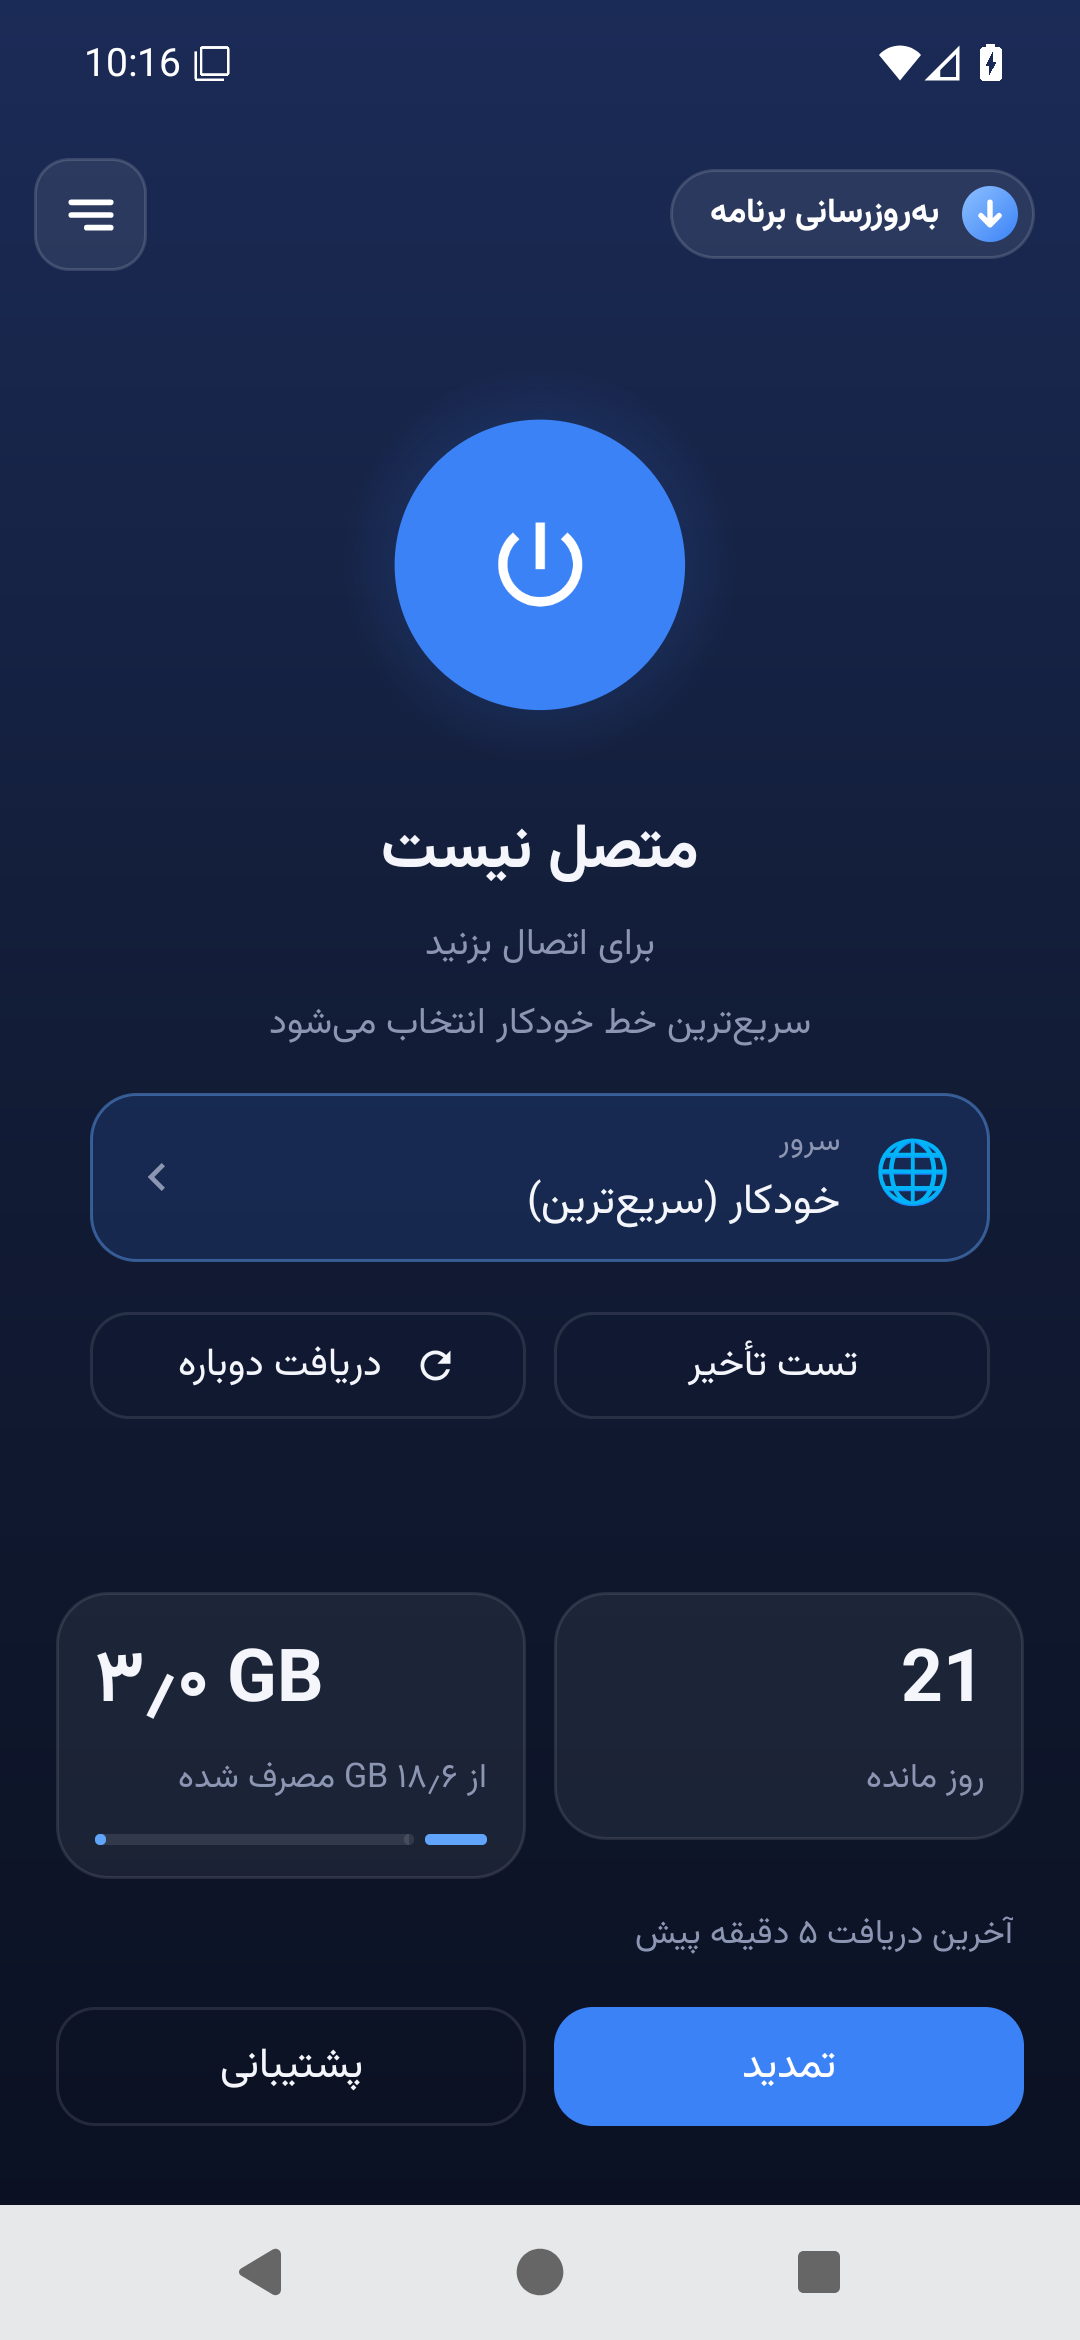 10:16
به‌روزرسانی برنامه
متصل نیست
برای اتصال بزنید
سریع‌ترین خط خودکار انتخاب می‌شود
سرور
خودکار (سریع‌ترین)
تست تأخیر
دریافت دوباره
21
روز مانده
۳٫۰ GB
از ۱۸٫۶ GB مصرف شده
آخرین دریافت ۵ دقیقه پیش
تمدید
پشتیبانی